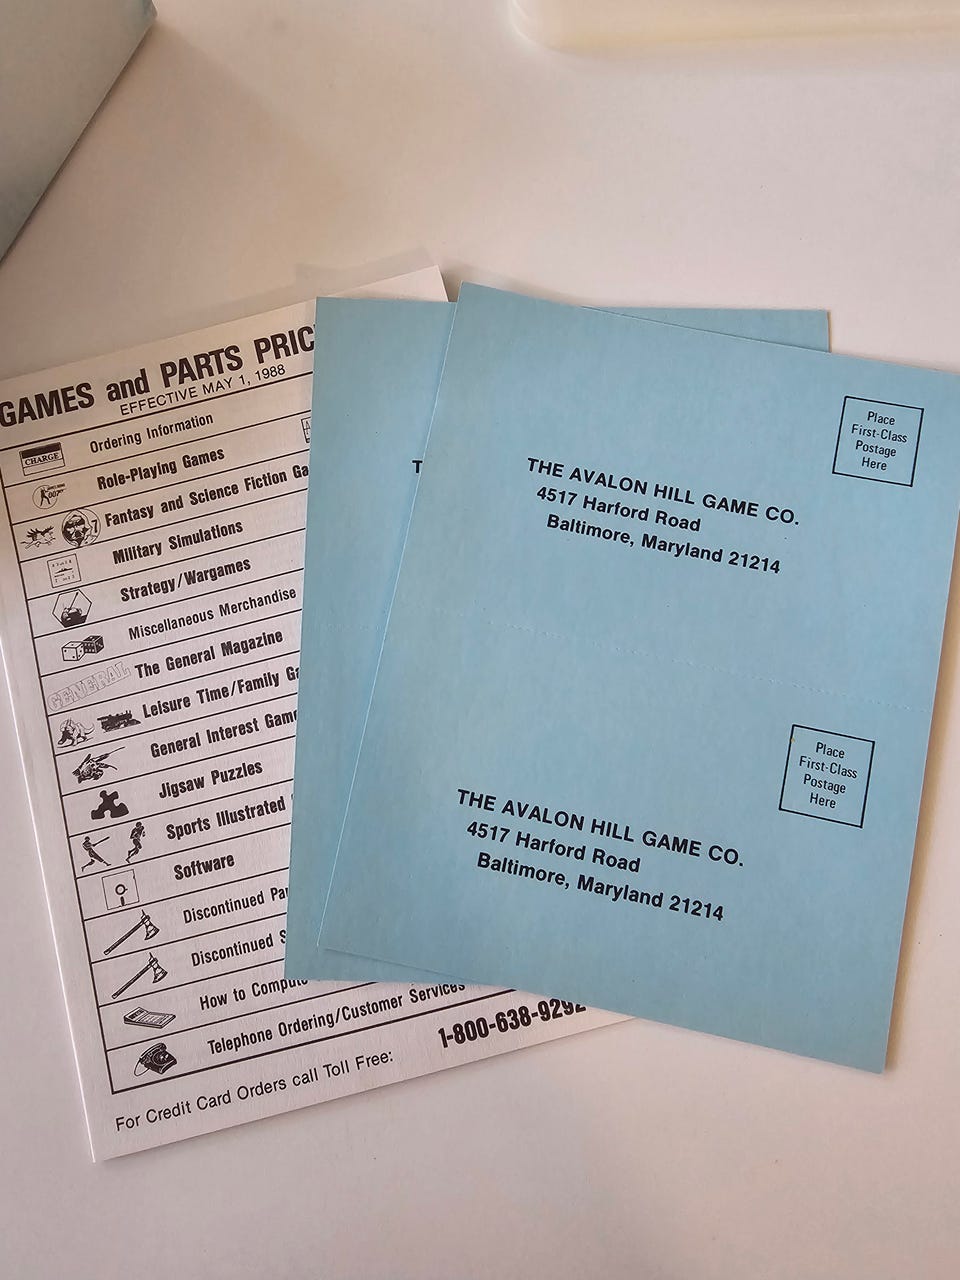 GAMES and PARTS PRIC
EFFECTIVE MAY 1, 1988
CHARGE
Ordering Information
007
Role-Playing Games
7
Fantasy and Science Fiction Ga
Military Simulations
Strategy/Wargames
Miscellaneous Merchandise
GENERAL
The General Magazine
Leisure Time/Family Ga
General Interest Game
Jigsaw Puzzles
Sports Illustrated
Software
Discontinued Pa
Discontinued S
How to Compute
Telephone Ordering/Customer Services
For Credit Card Orders call Toll Free:
1-800-638-9292
T
Place
First-Class
Postage
Here
THE AVALON HILL GAME CO.
4517 Harford Road
Baltimore, Maryland 21214
Place
First-Class
Postage
Here
THE AVALON HILL GAME CO.
4517 Harford Road
Baltimore, Maryland 21214